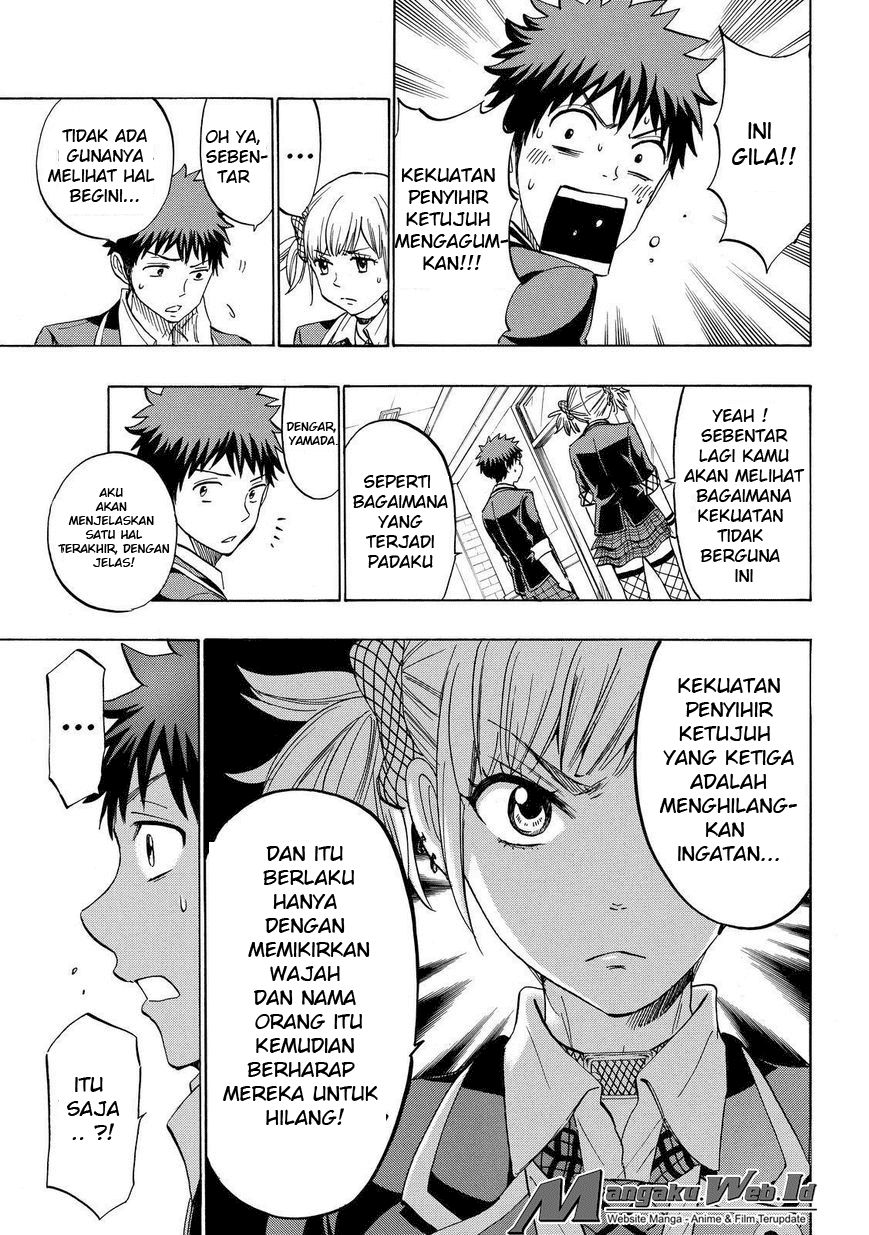 INI
GILA!!
KEKUATAN
PENYIHIR
KETUJUH
MENGAGUM-
KAN!!!
...
OH YA,
SEBEN-
TAR
TIDAK ADA
GUNANYA
MELIHAT HAL
BEGINI...
YEAH !
SEBENTAR
LAGI KAMU
AKAN MELIHAT
BAGAIMANA
KEKUATAN
TIDAK
BERGUNA
INI
SEPERTI
BAGAIMANA
YANG
TERJADI
PADAKU
DENGAR,
YAMADA.
AKU
AKAN
MENJELASKAN
SATU HAL
TERAKHIR, DENGAN
JELAS!
KEKUATAN
PENYIHIR
KETUJUH
YANG KETIGA
ADALAH
MENGHILANG-
KAN
INGATAN...
DAN ITU
BERLAKU
HANYA
DENGAN
MEMIKIRKAN
WAJAH
DAN NAMA
ORANG ITU
KEMUDIAN
BERHARAP
MEREKA UNTUK
HILANG!
...
ITU
SAJA
.. ?!
Mangaku.Web.Id
Website Manga - Anime & Film Terupdate